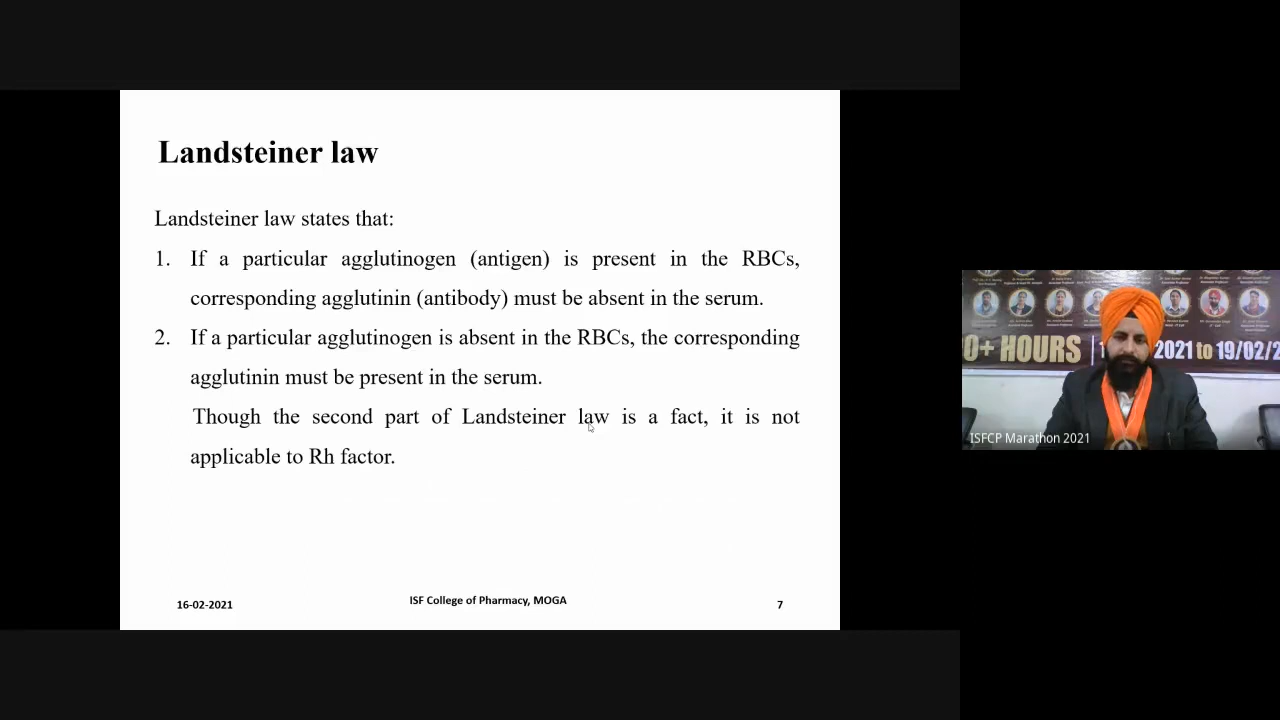 Landsteiner law
Landsteiner law states that:
1. If a particular agglutinogen (antigen) is present in the RBCs,
corresponding agglutinin (antibody) must be absent in the serum.
2. If a particular agglutinogen is absent in the RBCs, the corresponding
agglutinin must be present in the serum.
Though the second part of Landsteiner law is a fact, it is not
applicable to Rh factor.
16-02-2021
ISF College of Pharmacy, MOGA
7
0+ HOURS
2021 to 19/02/2
ISFCP Marathon 2021